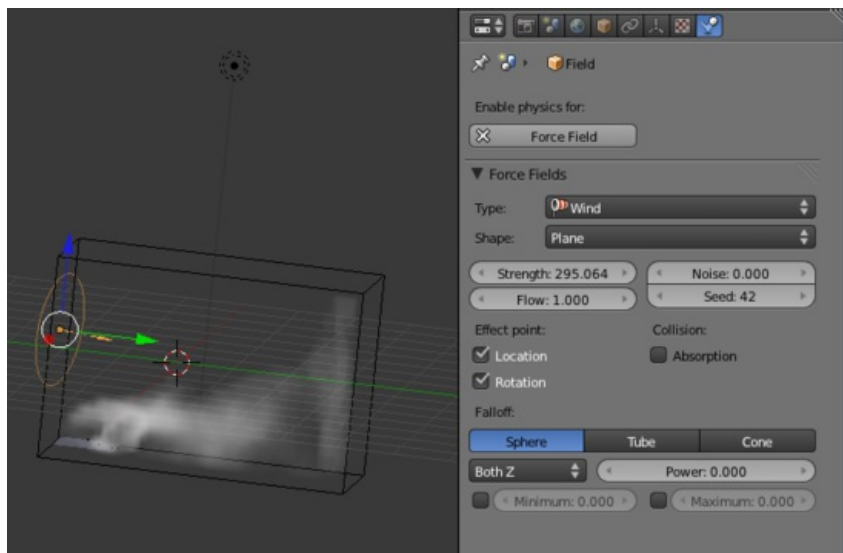 Field
Enable physics for:
Force Field
Force Fields
Type: Wind
Shape: Plane
Strength: 295.064 Noise: 0.000
Flow: 1.000 Seed: 42
Effect point: Collision:
Location Absorption
Rotation
Falloff:
Sphere Tube Cone
Both Z Power: 0.000
Minimum: 0.000 Maximum: 0.000